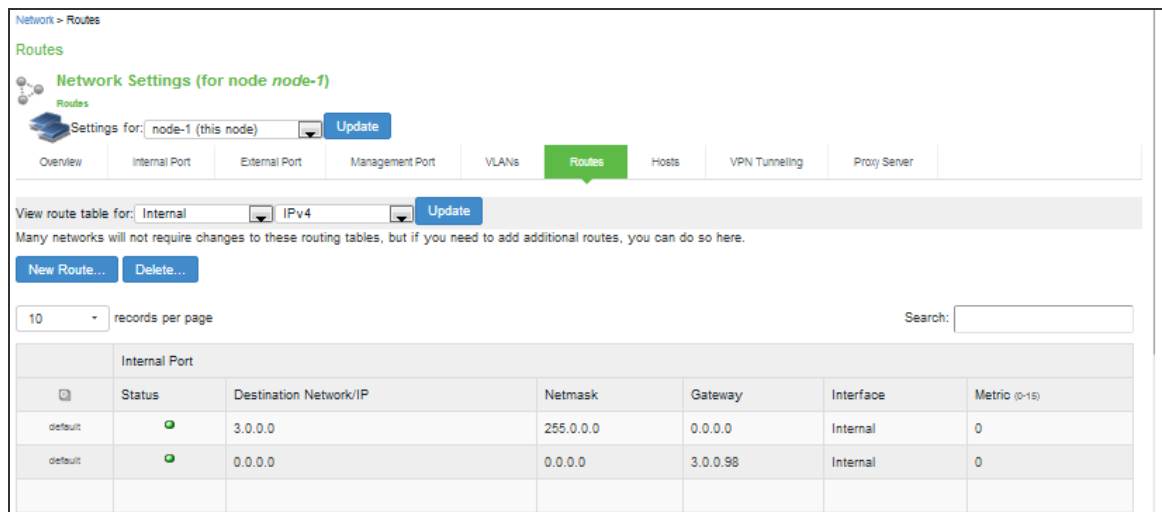 Network > Routes
Routes
Network Settings (for node node-1)
Routes
Settings for: node-1 (this node) Update
Overview Internal Port External Port Management Port VLANs Routes Hosts VPN Tunneling Proxy Server
View route table for: Internal IPv4 Update
Many networks will not require changes to these routing tables, but if you need to add additional routes, you can do so here.
New Route... Delete...
10 records per page Search:
Internal Port
Status Destination Network/IP Netmask Gateway Interface Metric (0-15)
default 3.0.0.0 255.0.0.0 0.0.0.0 Internal 0
default 0.0.0.0 0.0.0.0 3.0.0.98 Internal 0